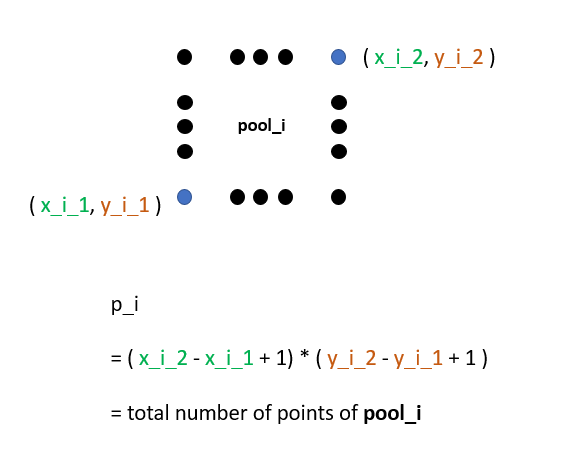 ( x_i_2, y_i_2 )
pool_i
( x_i_1, y_i_1 )
p_i
= ( x_i_2 - x_i_1 + 1) * ( y_i_2 - y_i_1 + 1 )
= total number of points of pool_i